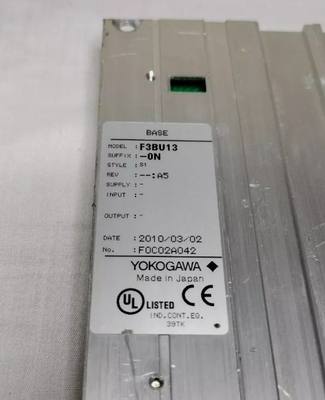 BASE
MODEL : F3BU13
SUFFIX : -0N
STYLE : S1
REV : --:A5
SUPPLY : -
INPUT : -
OUTPUT : -
DATE : 2010/03/02
No. : F0C02A042
YOKOGAWA
Made in Japan
UL LISTED CE
IND.CONT.EQ.
39TK